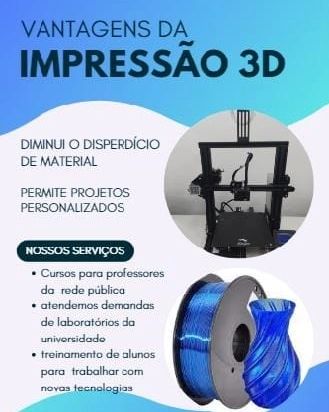 VANTAGENS DA
IMPRESSÃO 3D
DIMINUI O DISPERDÍCIO
DE MATERIAL
PERMITE PROJETOS
PERSONALIZADOS
NOSSOS SERVIÇOS
• Cursos para professores
da rede pública
• atendemos demandas
de laboratórios da
universidade
• treinamento de alunos
para trabalhar com
novas tecnologias